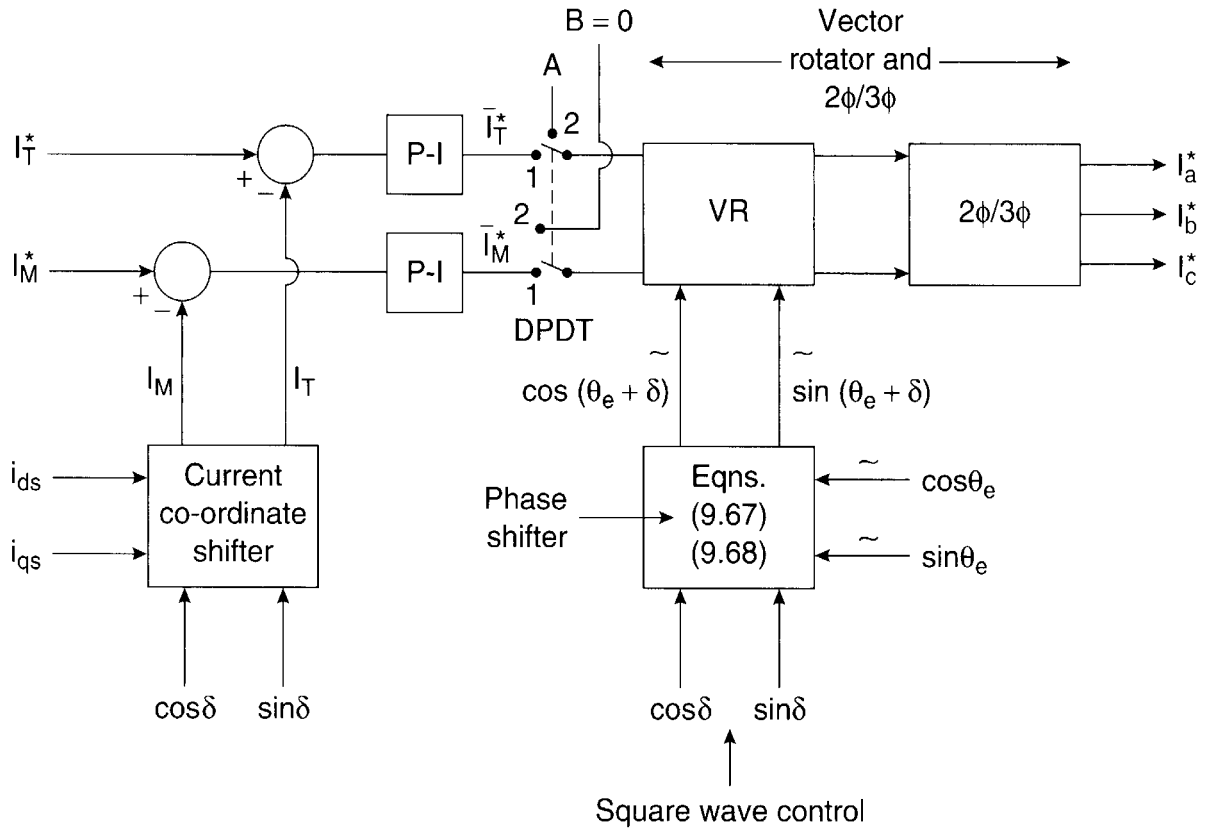 B = 0
Vector
rotator and
2ϕ/3ϕ
A
I*T
+
−
P-I
Ī*T
1
2
VR
2ϕ/3ϕ
I*a
I*b
I*c
I*M
+
−
P-I
Ī*M
2
1
DPDT
IM
IT
~
cos (θe + δ)
~
sin (θe + δ)
ids
iqs
Current
co-ordinate
shifter
Phase
shifter
Eqns.
(9.67)
(9.68)
~
cosθe
~
sinθe
cosδ
sinδ
cosδ
sinδ
Square wave control